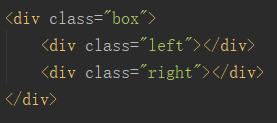 <div class="box">
    <div class="left"></div>
    <div class="right"></div>
</div>